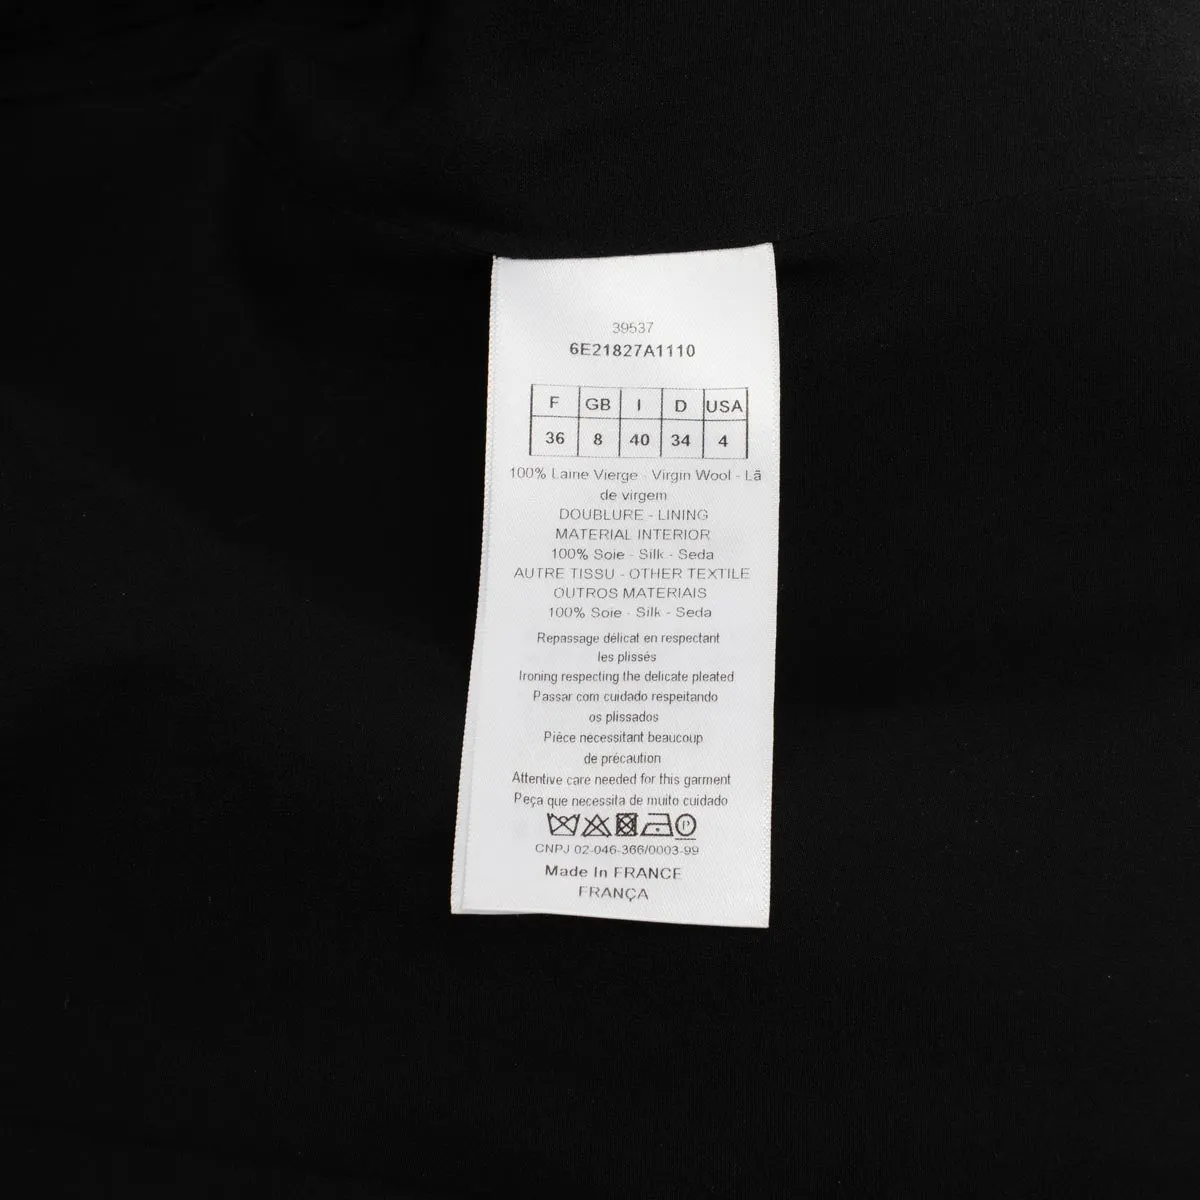 39537
6E21827A1110
F GB I D USA
36 8 40 34 4
100% Laine Vierge - Virgin Wool - Lã
de virgem
DOUBLURE - LINING
MATERIAL INTERIOR
100% Soie - Silk - Seda
AUTRE TISSU - OTHER TEXTILE
OUTROS MATERIAIS
100% Soie - Silk - Seda
Repassage délicat en respectant
les plissés
Ironing respecting the delicate pleated
Passar com cuidado respeitando
os plissados
Pièce necessitant beaucoup
de précaution
Attentive care needed for this garment
Peça que necessita de muito cuidado
P
CNPJ 02-046-366/0003-99
Made In FRANCE
FRANÇA